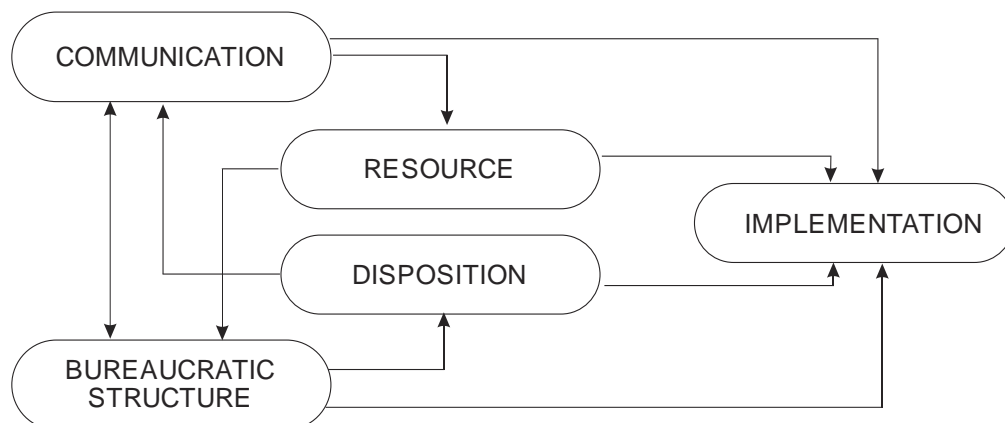 COMMUNICATION
RESOURCE
IMPLEMENTATION
DISPOSITION
BUREAUCRATIC
STRUCTURE